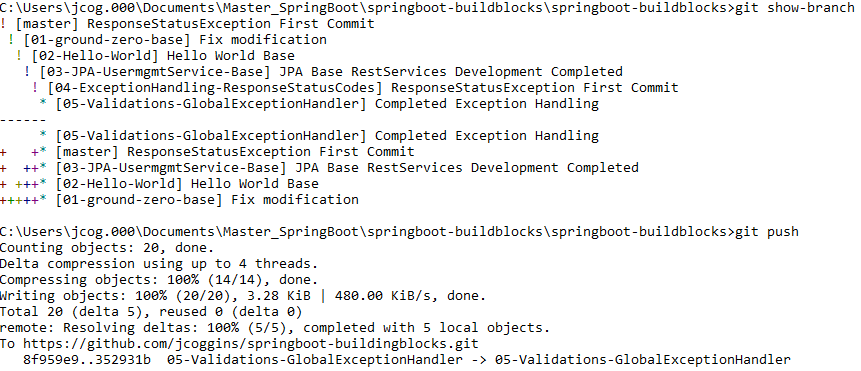 C:\Users\jcog.000\Documents\Master_SpringBoot\springboot-buildblocks\springboot-buildblocks>git show-branch
! [master] ResponseStatusException First Commit
 ! [01-ground-zero-base] Fix modification
  ! [02-Hello-World] Hello World Base
   ! [03-JPA-UsermgmtService-Base] JPA Base RestServices Development Completed
    ! [04-ExceptionHandling-ResponseStatusCodes] ResponseStatusException First Commit
     * [05-Validations-GlobalExceptionHandler] Completed Exception Handling
------
     * [05-Validations-GlobalExceptionHandler] Completed Exception Handling
+   +* [master] ResponseStatusException First Commit
+  ++* [03-JPA-UsermgmtService-Base] JPA Base RestServices Development Completed
+ +++* [02-Hello-World] Hello World Base
+++++* [01-ground-zero-base] Fix modification
C:\Users\jcog.000\Documents\Master_SpringBoot\springboot-buildblocks\springboot-buildblocks>git push
Counting objects: 20, done.
Delta compression using up to 4 threads.
Compressing objects: 100% (14/14), done.
Writing objects: 100% (20/20), 3.28 KiB | 480.00 KiB/s, done.
Total 20 (delta 5), reused 0 (delta 0)
remote: Resolving deltas: 100% (5/5), completed with 5 local objects.
To https://github.com/jcoggins/springboot-buildingblocks.git
   8f959e9..352931b  05-Validations-GlobalExceptionHandler -> 05-Validations-GlobalExceptionHandler